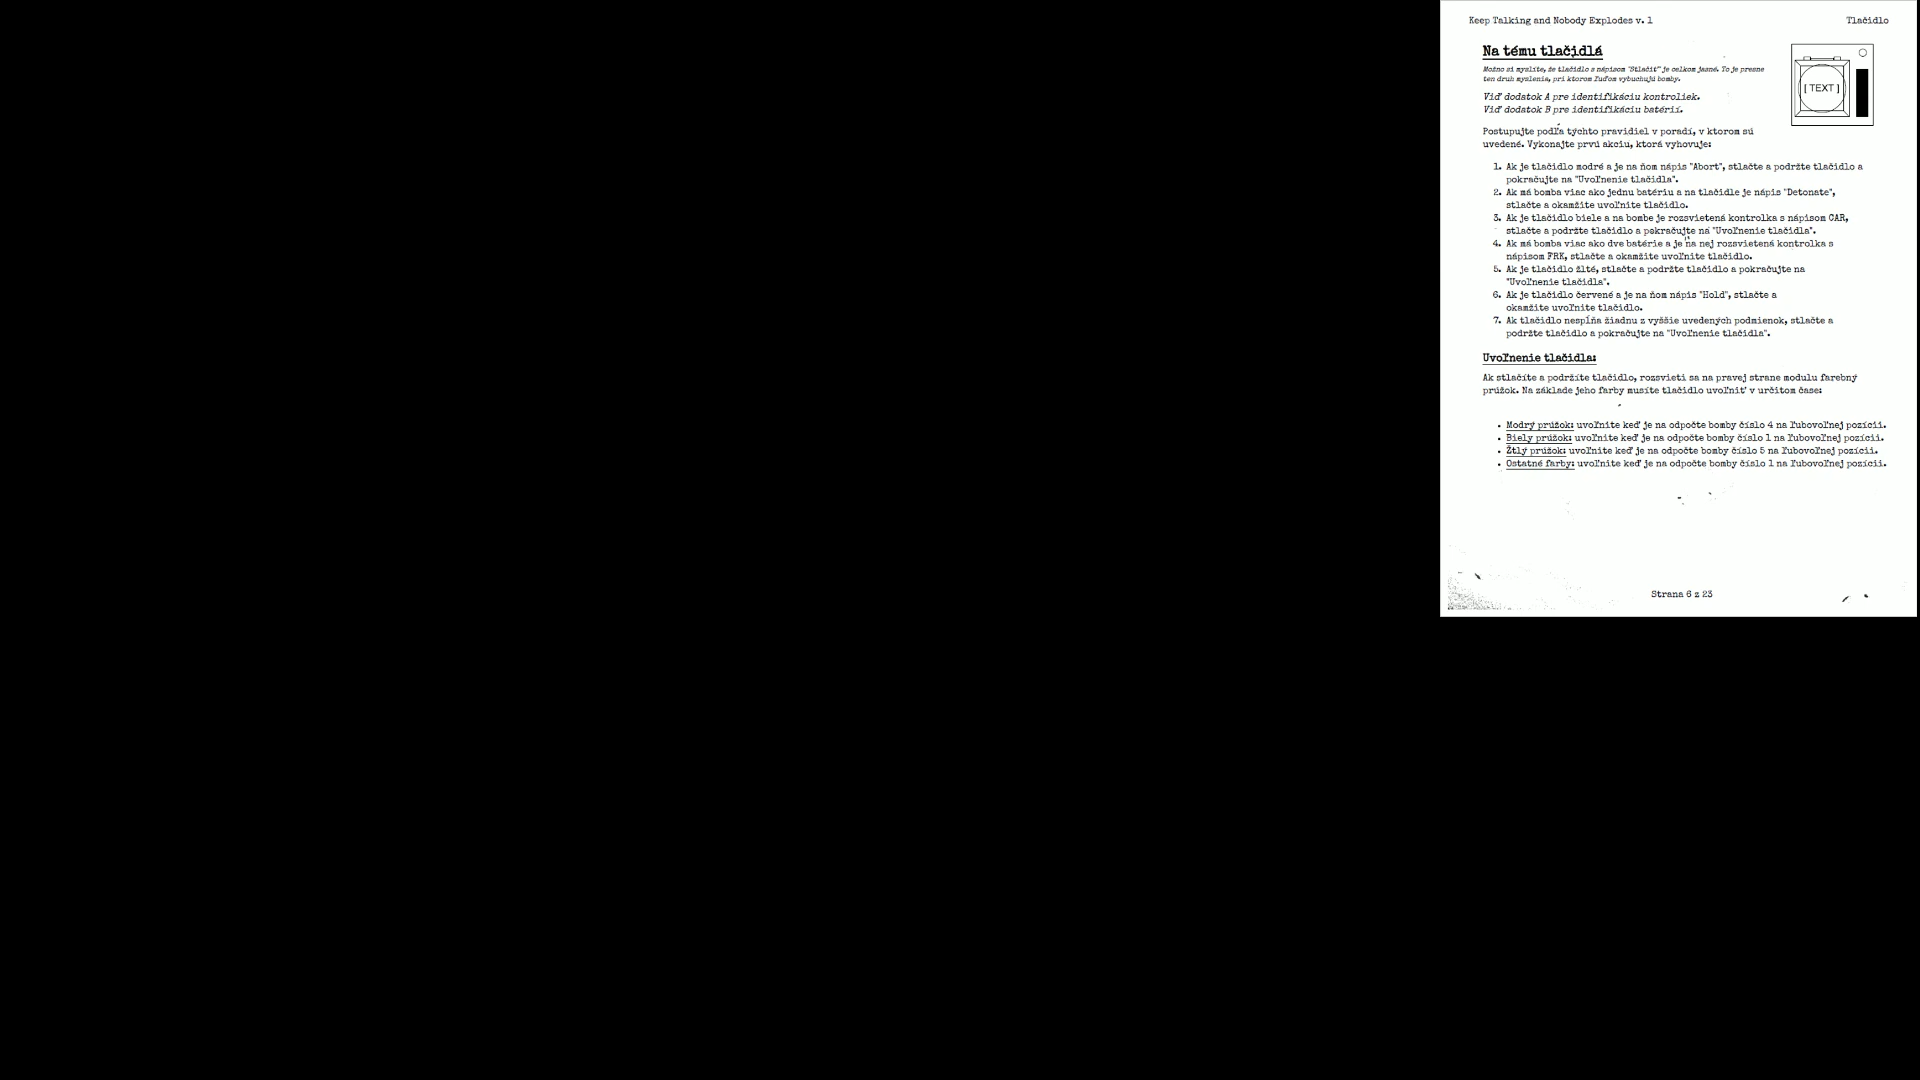 Keep Talking and Nobody Explodes v. 1
Tlačidlo
Na tému tlačidlá
Možno si myslíte, že tlačidlo s nápisom "Stlačiť" je celkom jasné. To je presne
ten druh myslenia, pri ktorom ľuďom vybuchujú bomby.
Viď dodatok A pre identifikáciu kontroliek.
Viď dodatok B pre identifikáciu batérií.
[ TEXT ]
Postupujte podľa týchto pravidiel v poradí, v ktorom sú
uvedené. Vykonajte prvú akciu, ktorá vyhovuje:
1. Ak je tlačidlo modré a je na ňom nápis "Abort", stlačte a podržte tlačidlo a
pokračujte na "Uvoľnenie tlačidla".
2. Ak má bomba viac ako jednu batériu a na tlačidle je nápis "Detonate",
stlačte a okamžite uvoľnite tlačidlo.
3. Ak je tlačidlo biele a na bombe je rozsvietená kontrolka s nápisom CAR,
stlačte a podržte tlačidlo a pokračujte na "Uvoľnenie tlačidla".
4. Ak má bomba viac ako dve batérie a je na nej rozsvietená kontrolka s
nápisom FRK, stlačte a okamžite uvoľnite tlačidlo.
5. Ak je tlačidlo žlté, stlačte a podržte tlačidlo a pokračujte na
"Uvoľnenie tlačidla".
6. Ak je tlačidlo červené a je na ňom nápis "Hold", stlačte a
okamžite uvoľnite tlačidlo.
7. Ak tlačidlo nespĺňa žiadnu z vyššie uvedených podmienok, stlačte a
podržte tlačidlo a pokračujte na "Uvoľnenie tlačidla".
Uvoľnenie tlačidla:
Ak stlačíte a podržíte tlačidlo, rozsvieti sa na pravej strane modulu farebný
prúžok. Na základe jeho farby musíte tlačidlo uvoľniť v určitom čase:
• Modrý prúžok: uvoľnite keď je na odpočte bomby číslo 4 na ľubovoľnej pozícii.
• Biely prúžok: uvoľnite keď je na odpočte bomby číslo 1 na ľubovoľnej pozícii.
• Žtlý prúžok: uvoľnite keď je na odpočte bomby číslo 5 na ľubovoľnej pozícii.
• Ostatné farby: uvoľnite keď je na odpočte bomby číslo 1 na ľubovoľnej pozícii.
Strana 6 z 23